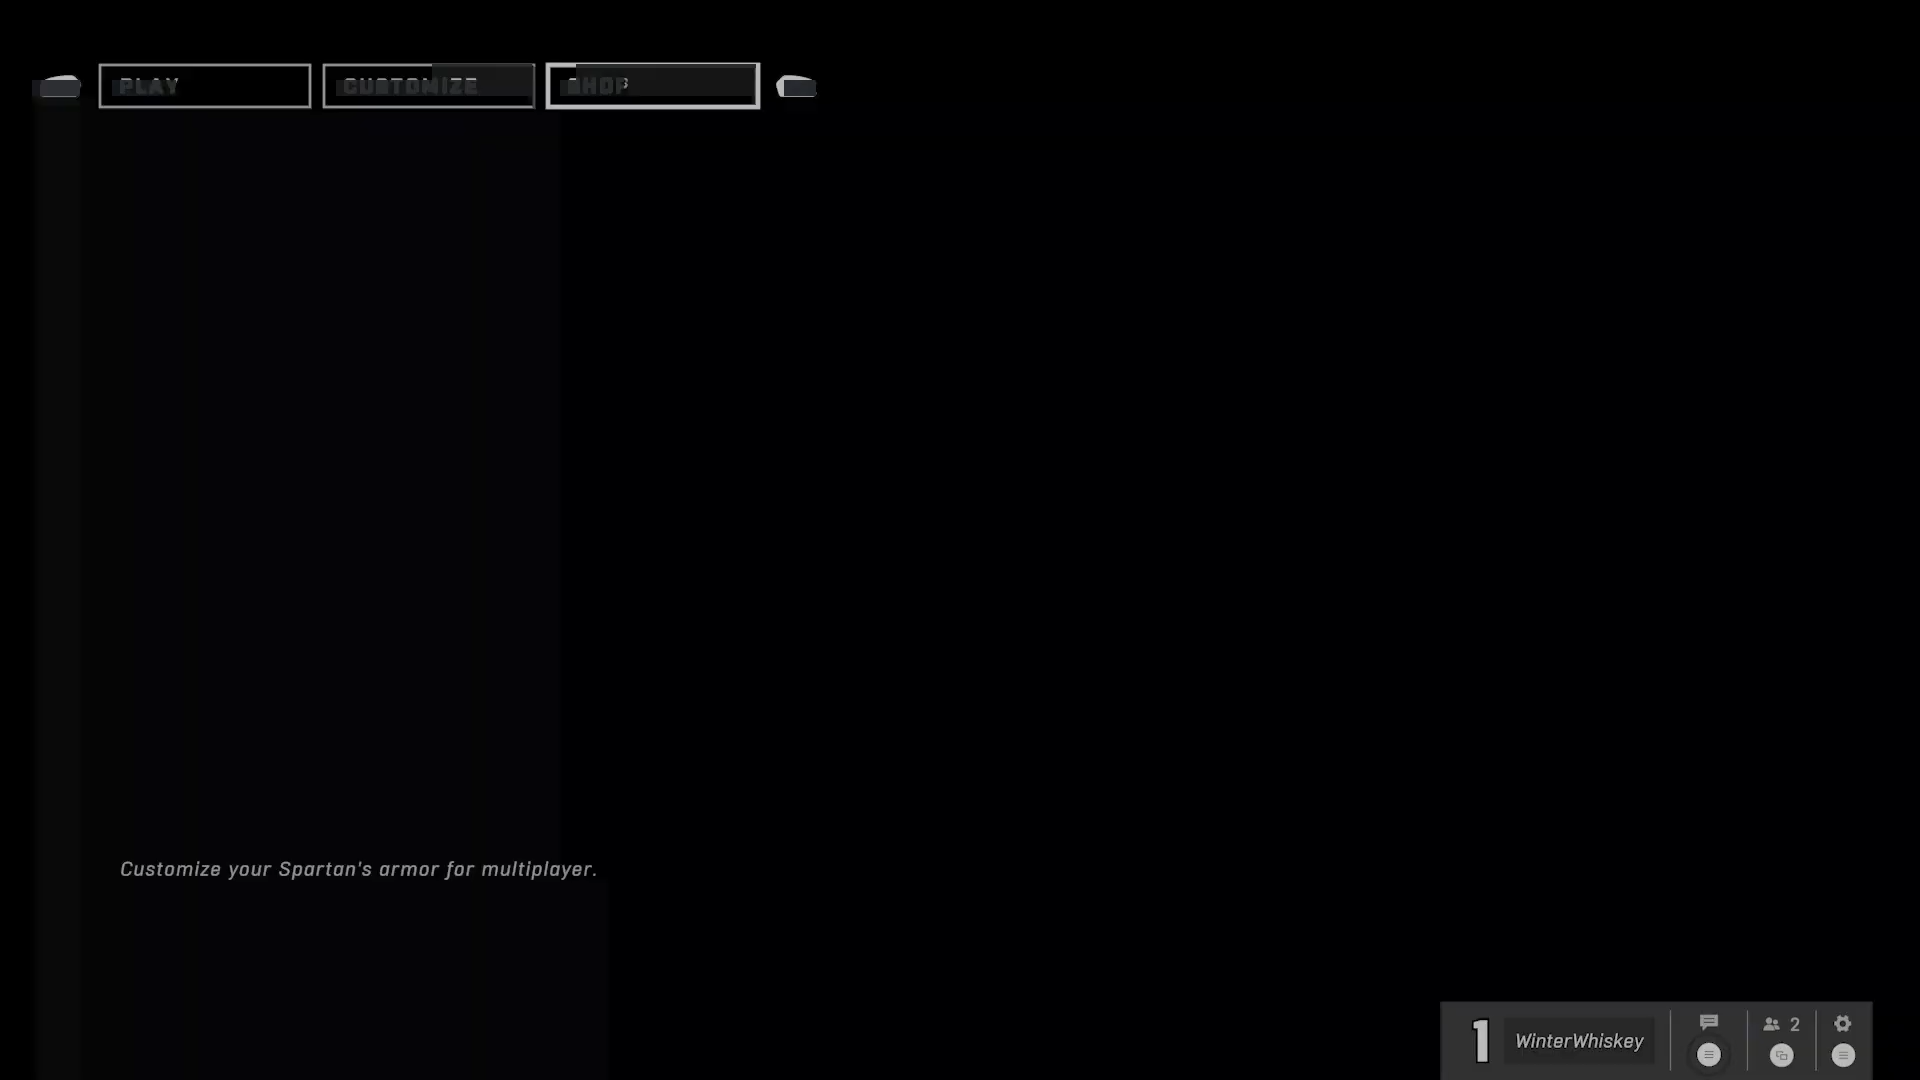 PLAY
CUSTOMIZE
SHOP
Customize your Spartan's armor for multiplayer.
1
WinterWhiskey
2